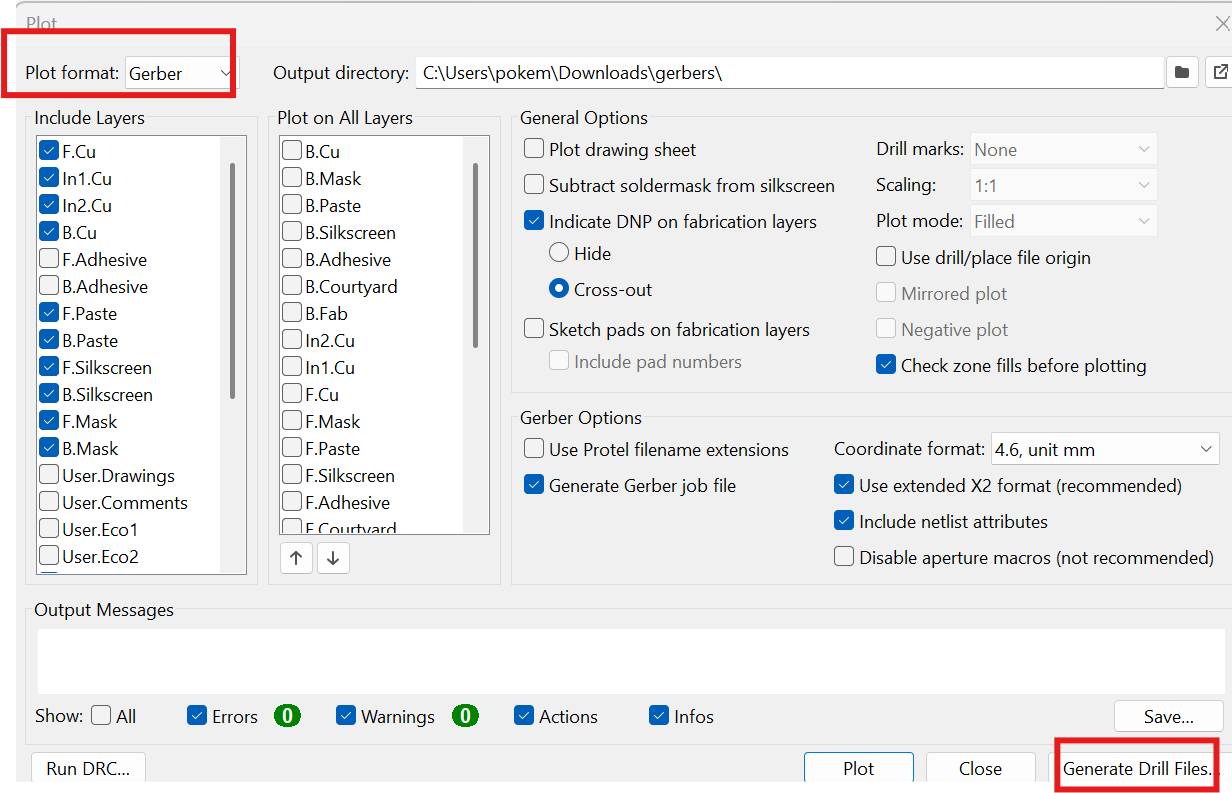 Plot
Plot format: Gerber
Output directory: C:\Users\pokem\Downloads\gerbers\
Include Layers
F.Cu
In1.Cu
In2.Cu
B.Cu
F.Adhesive
B.Adhesive
F.Paste
B.Paste
F.Silkscreen
B.Silkscreen
F.Mask
B.Mask
User.Drawings
User.Comments
User.Eco1
User.Eco2
Plot on All Layers
B.Cu
B.Mask
B.Paste
B.Silkscreen
B.Adhesive
B.Courtyard
B.Fab
In2.Cu
In1.Cu
F.Cu
F.Mask
F.Paste
F.Silkscreen
F.Adhesive
F.Courtyard
General Options
Plot drawing sheet
Subtract soldermask from silkscreen
Indicate DNP on fabrication layers
Hide
Cross-out
Sketch pads on fabrication layers
Include pad numbers
Drill marks: None
Scaling: 1:1
Plot mode: Filled
Use drill/place file origin
Mirrored plot
Negative plot
Check zone fills before plotting
Gerber Options
Use Protel filename extensions
Generate Gerber job file
Coordinate format: 4.6, unit mm
Use extended X2 format (recommended)
Include netlist attributes
Disable aperture macros (not recommended)
Output Messages
Show: All Errors 0 Warnings 0 Actions Infos Save...
Run DRC... Plot Close Generate Drill Files...